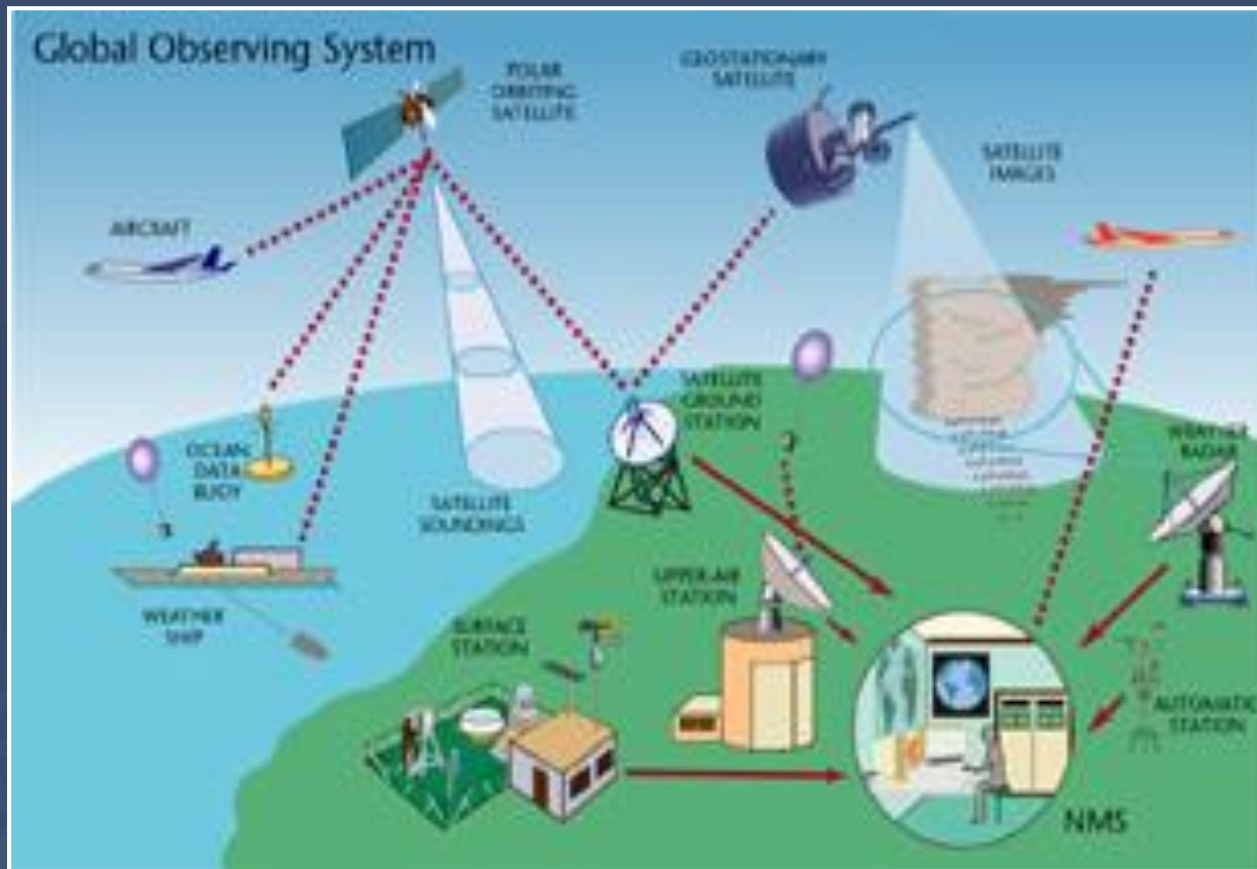 Global Observing System
POLAR
ORBITING
SATELLITE
GEOSTATIONARY
SATELLITE
SATELLITE
IMAGES
AIRCRAFT
SATELLITE
GROUND
STATION
OCEAN
DATA
BUOY
WEATHER
RADAR
SATELLITE
SOUNDINGS
UPPER-AIR
STATION
WEATHER
SHIP
SURFACE
STATION
AUTOMATIC
STATION
NMS